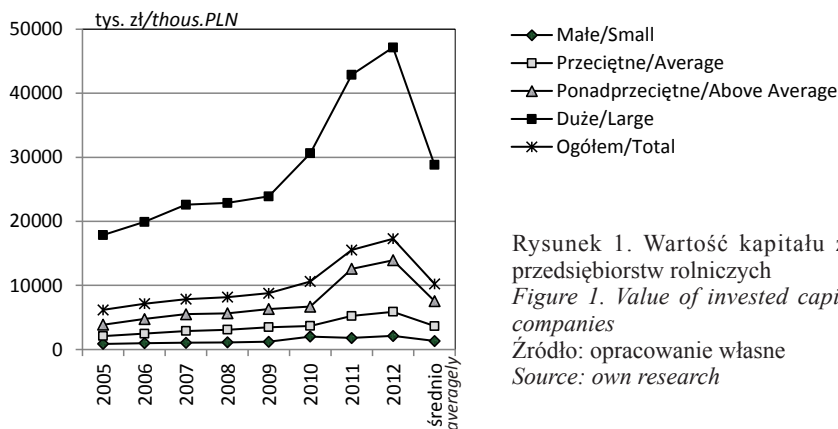 tys. zł/thous.PLN
50000
40000
30000
20000
10000
0
2005
2006
2007
2008
2009
2010
2011
2012
średnio
averagely
Małe/Small
Przeciętne/Average
Ponadprzeciętne/Above Average
Duże/Large
Ogółem/Total
Rysunek 1. Wartość kapitału
przedsiębiorstw rolniczych
Figure 1. Value of invested
companies
Źródło: opracowanie własne
Source: own research